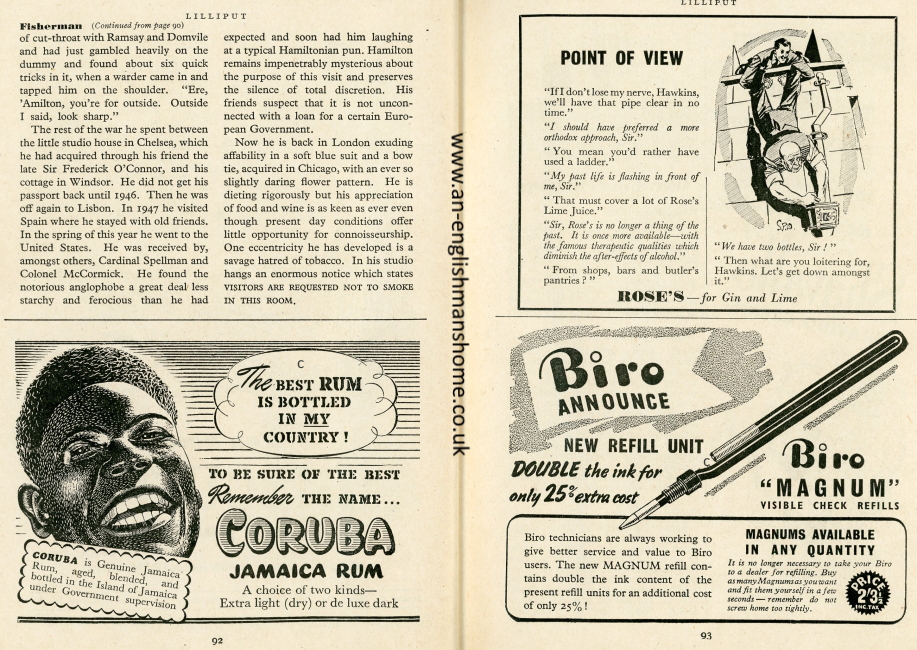 LILLIPUT
Fisherman (Continued from page 90)
of cut-throat with Ramsay and Domvile
and had just gambled heavily on the
dummy and found about six quick
tricks in it, when a warder came in and
tapped him on the shoulder. "Ere,
'Amilton, you're for outside. Outside
I said, look sharp."
The rest of the war he spent between
the little studio house in Chelsea, which
he had acquired through his friend the
late Sir Frederick O'Connor, and his
cottage in Windsor. He did not get his
passport back until 1946. Then he was
off again to Lisbon. In 1947 he visited
Spain where he stayed with old friends.
In the spring of this year he went to the
United States. He was received by,
amongst others, Cardinal Spellman and
Colonel McCormick. He found the
notorious anglophobe a great deal less
starchy and ferocious than he had
expected and soon had him laughing
at a typical Hamiltonian pun. Hamilton
remains impenetrably mysterious about
the purpose of this visit and preserves
the silence of total discretion. His
friends suspect that it is not uncon-
nected with a loan for a certain Euro-
pean Government.
Now he is back in London exuding
affability in a soft blue suit and a bow
tie, acquired in Chicago, with an ever so
slightly daring flower pattern. He is
dieting rigorously but his appreciation
of food and wine is as keen as ever even
though present day conditions offer
little opportunity for connoisseurship.
One eccentricity he has developed is a
savage hatred of tobacco. In his studio
hangs an enormous notice which states
VISITORS ARE REQUESTED NOT TO SMOKE
IN THIS ROOM.
C
The BEST RUM
IS BOTTLED
IN MY
COUNTRY!
TO BE SURE OF THE BEST
Remember THE NAME...
CORUBA
JAMAICA RUM
A choice of two kinds—
Extra light (dry) or de luxe dark
CORUBA is Genuine Jamaica
Rum, aged, blended, and
bottled in the Island of Jamaica
under Government supervision
92
www.an-englishmanshome.co.uk
LILLIPUT
POINT OF VIEW
"If I don't lose my nerve, Hawkins,
we'll have that pipe clear in no
time."
"I should have preferred a more
orthodox approach, Sir."
"You mean you'd rather have
used a ladder."
"My past life is flashing in front of
me, Sir."
"That must cover a lot of Rose's
Lime Juice."
"Sir, Rose's is no longer a thing of the
past. It is once more available—with
the famous therapeutic qualities which
diminish the after-effects of alcohol."
"From shops, bars and butler's
pantries?"
"We have two bottles, Sir!"
"Then what are you loitering for,
Hawkins. Let's get down amongst
it."
ROSE'S—for Gin and Lime
Biro
ANNOUNCE
NEW REFILL UNIT
DOUBLE the ink for
only 25% extra cost
Biro
"MAGNUM"
VISIBLE CHECK REFILLS
Biro technicians are always working to
give better service and value to Biro
users. The new MAGNUM refill con-
tains double the ink content of the
present refill units for an additional cost
of only 25%!
MAGNUMS AVAILABLE
IN ANY QUANTITY
It is no longer necessary to take your Biro
to a dealer for refilling. Buy
as many Magnums as you want
and fit them yourself in a few
seconds—remember do not
screw home too tightly.
PRICE
2'3
INC. TAX
93